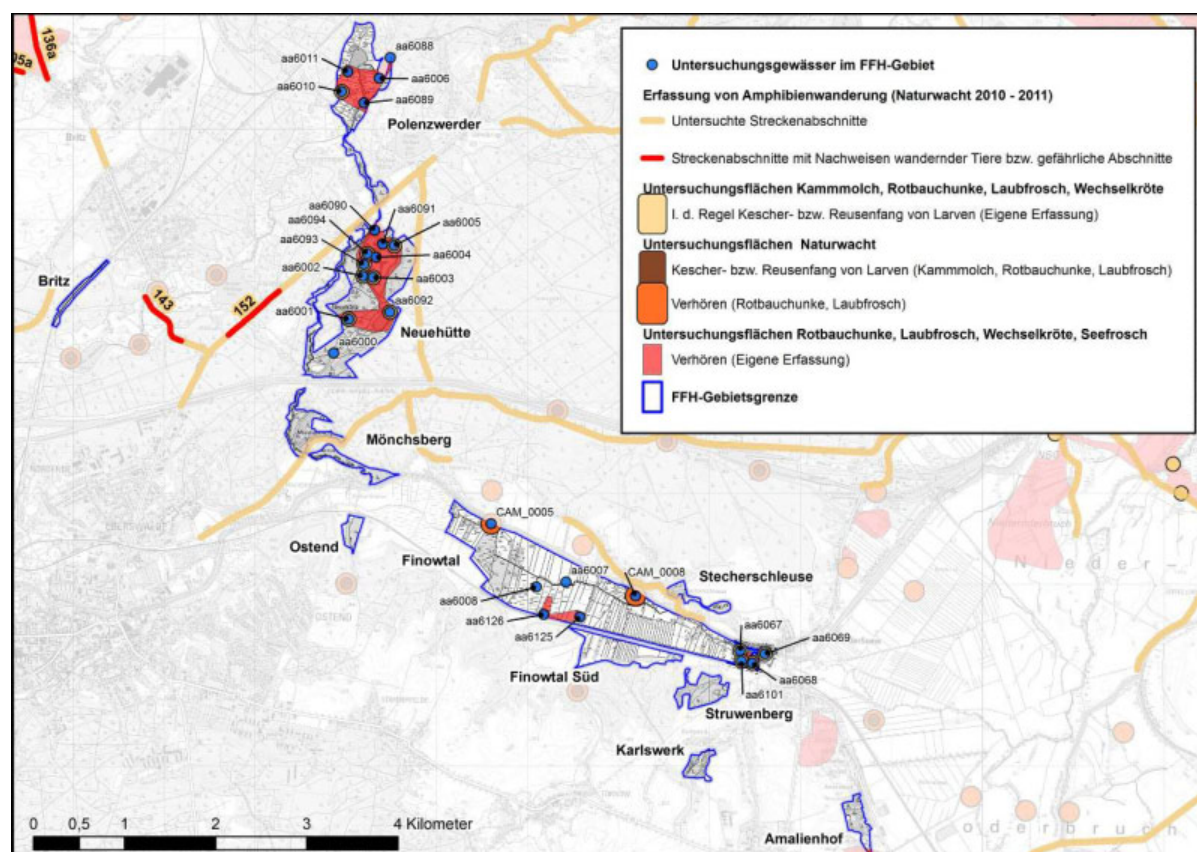 136a
05a
aa6088
aa6011
aa6006
aa6010
aa6089
Polenzwerder
Britz
aa6090
aa6091
aa6094
aa6005
aa6093
aa6004
aa6002
aa6003
Britz
143
152
aa6092
aa6001
Neuehütte
aa6000
Mönchsberg
CAM_0005
Ostend
Finowtal
aa6007
CAM_0008
Stecherschleuse
aa6008
OSTEND
aa6126
aa6125
aa6067
aa6069
Finowtal Süd
aa6068
aa6101
Struwenberg
Karlswerk
Amalienhof
Nieder-
oderbruch
Untersuchungsgewässer im FFH-Gebiet
Erfassung von Amphibienwanderung (Naturwacht 2010 - 2011)
Untersuchte Streckenabschnitte
Streckenabschnitte mit Nachweisen wandernder Tiere bzw. gefährliche Abschnitte
Untersuchungsflächen Kammmolch, Rotbauchunke, Laubfrosch, Wechselkröte
I. d. Regel Kescher- bzw. Reusenfang von Larven (Eigene Erfassung)
Untersuchungsflächen Naturwacht
Kescher- bzw. Reusenfang von Larven (Kammmolch, Rotbauchunke, Laubfrosch)
Verhören (Rotbauchunke, Laubfrosch)
Untersuchungsflächen Rotbauchunke, Laubfrosch, Wechselkröte, Seefrosch
Verhören (Eigene Erfassung)
FFH-Gebietsgrenze
0 0,5 1 2 3 4 Kilometer